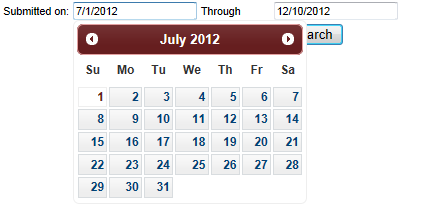 Submitted on: 7/1/2012 Through 12/10/2012
July 2012
arch
Su Mo Tu We Th Fr Sa
1 2 3 4 5 6 7
8 9 10 11 12 13 14
15 16 17 18 19 20 21
22 23 24 25 26 27 28
29 30 31